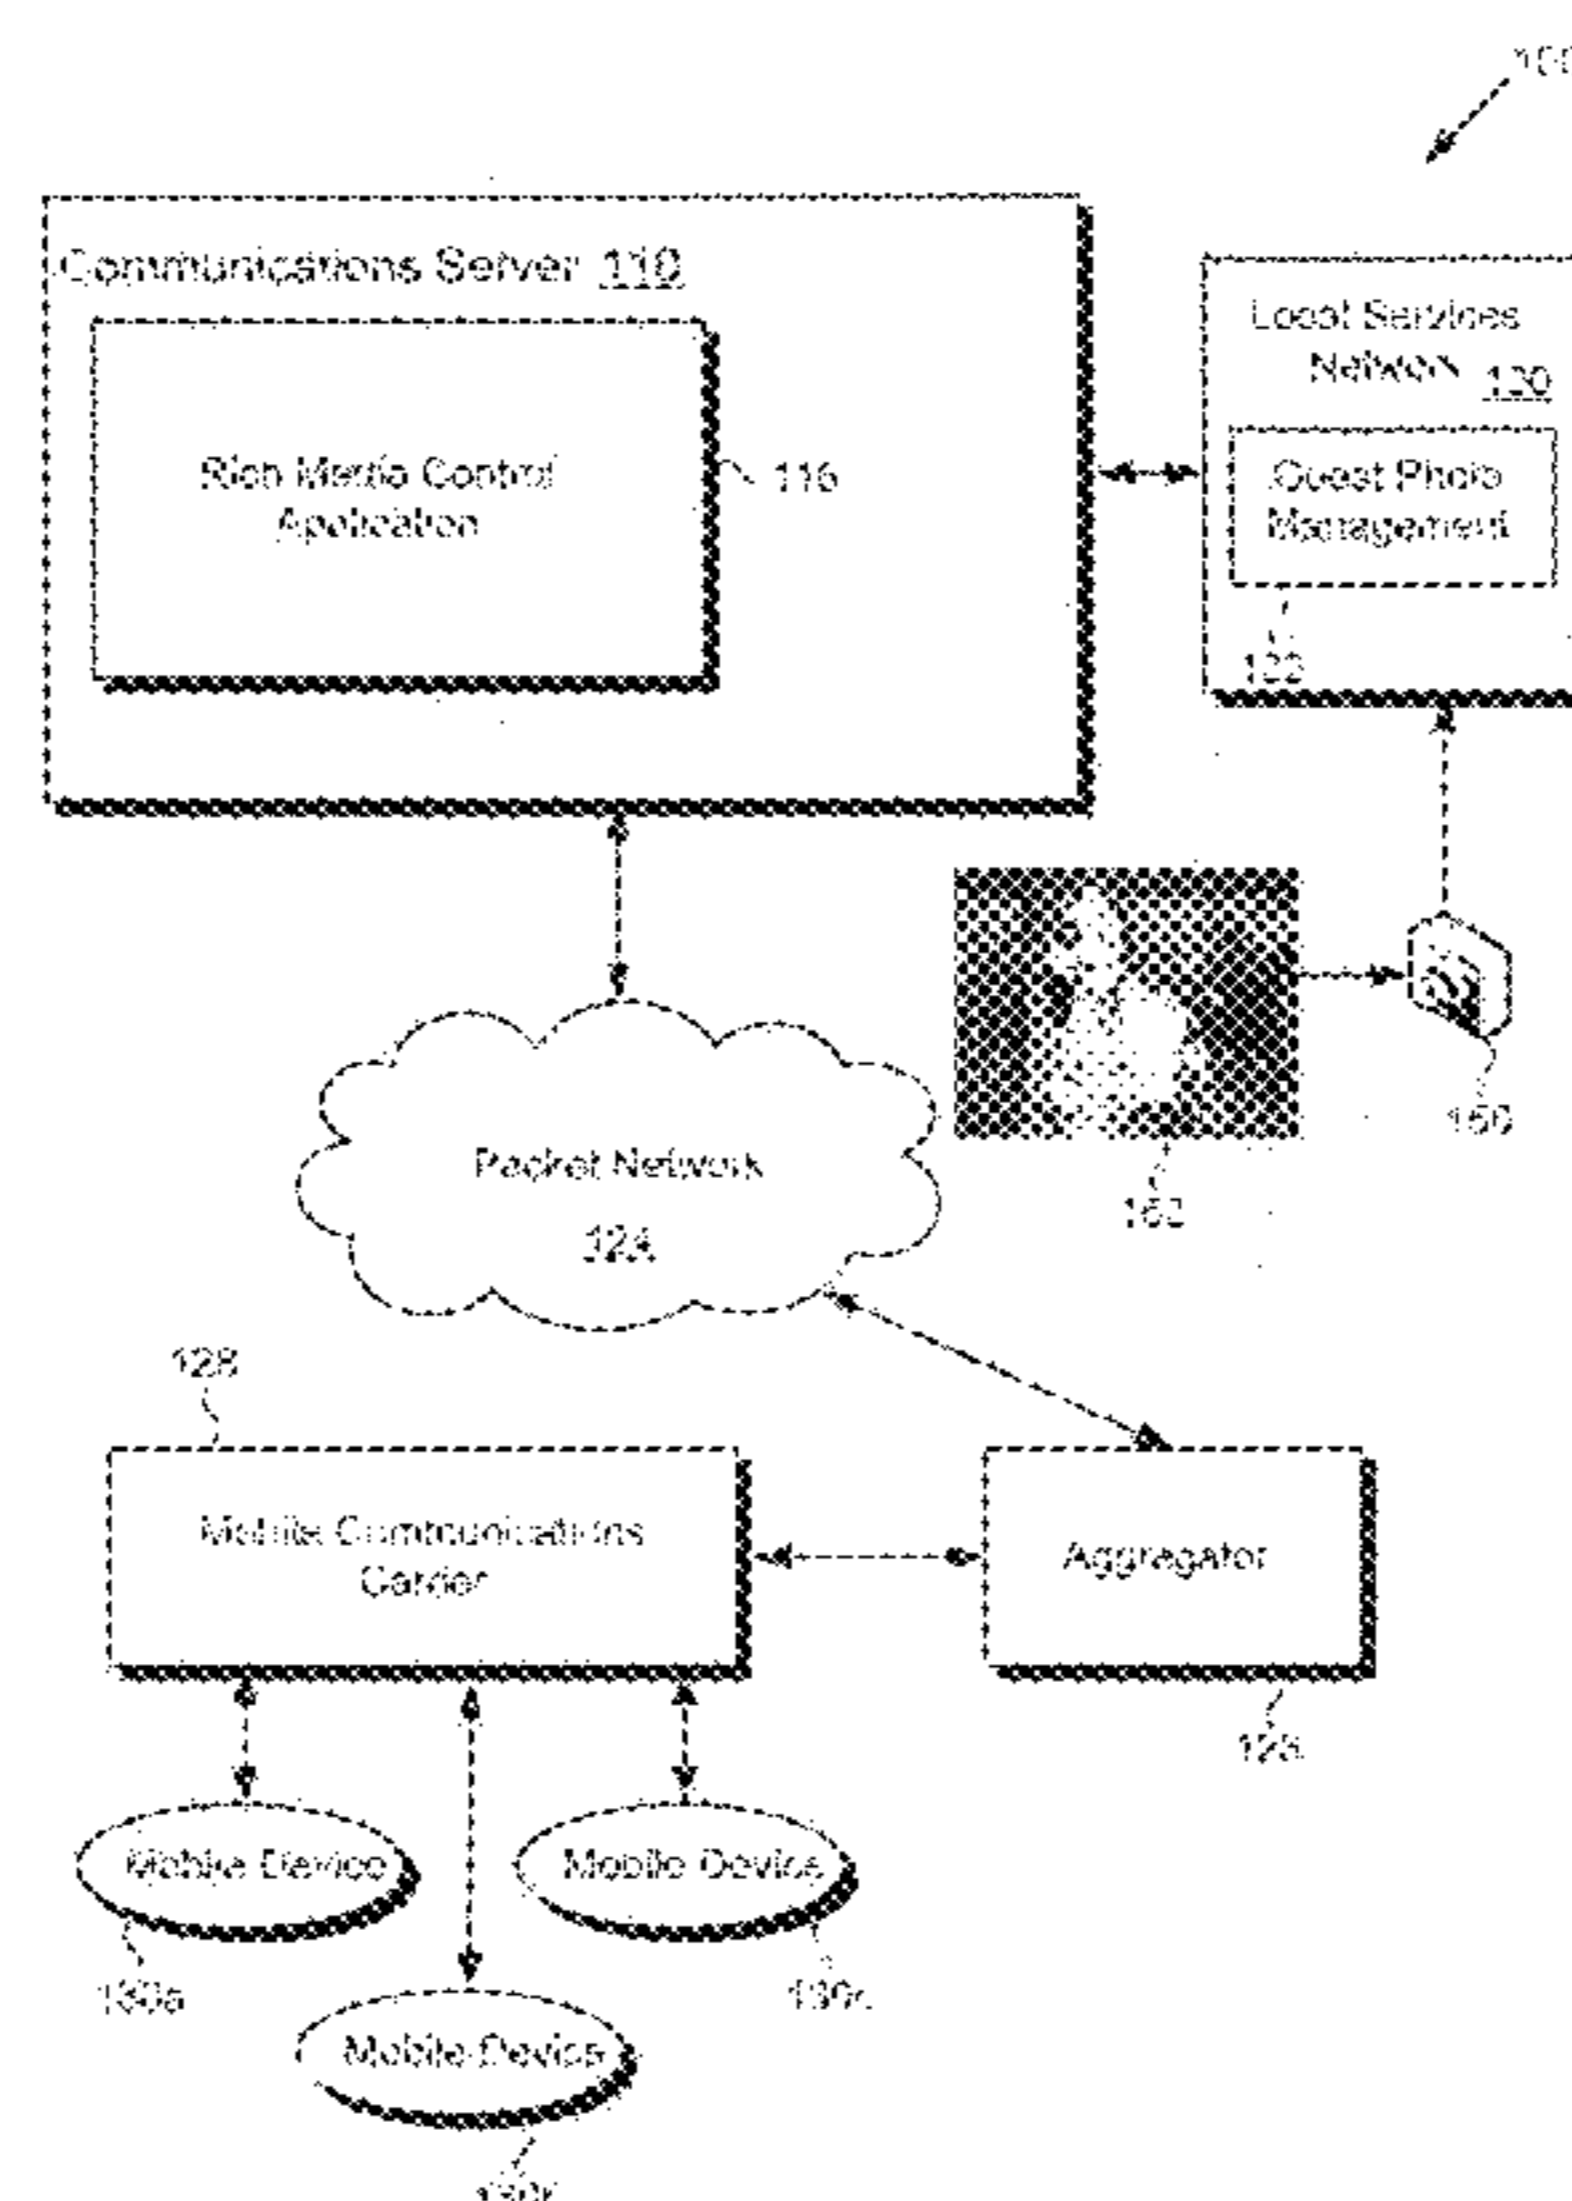 Communications Server 110
Local Services
Network
Rich Media Control
Application
116
Guest Photo
Management
Packet Network
124
128
Mobile Communications
Carrier
Aggregator
Mobile Device
Mobile Device
130a
Mobile Device